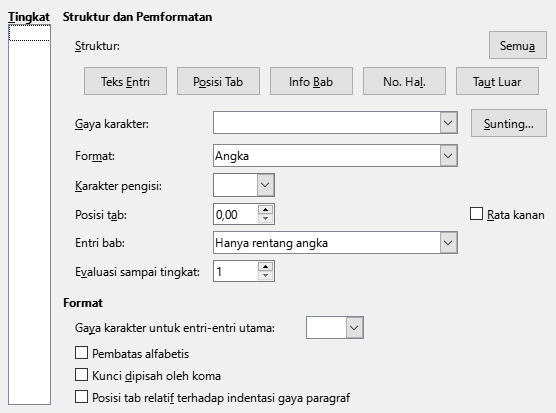 Tingkat Struktur dan Pemformatan
Struktur: Semua
Teks Entri Posisi Tab Info Bab No. Hal. Taut Luar
Gaya karakter: Sunting...
Format: Angka
Karakter pengisi:
Posisi tab: 0,00 Rata kanan
Entri bab: Hanya rentang angka
Evaluasi sampai tingkat: 1
Format
Gaya karakter untuk entri-entri utama:
Pembatas alfabetis
Kunci dipisah oleh koma
Posisi tab relatif terhadap indentasi gaya paragraf